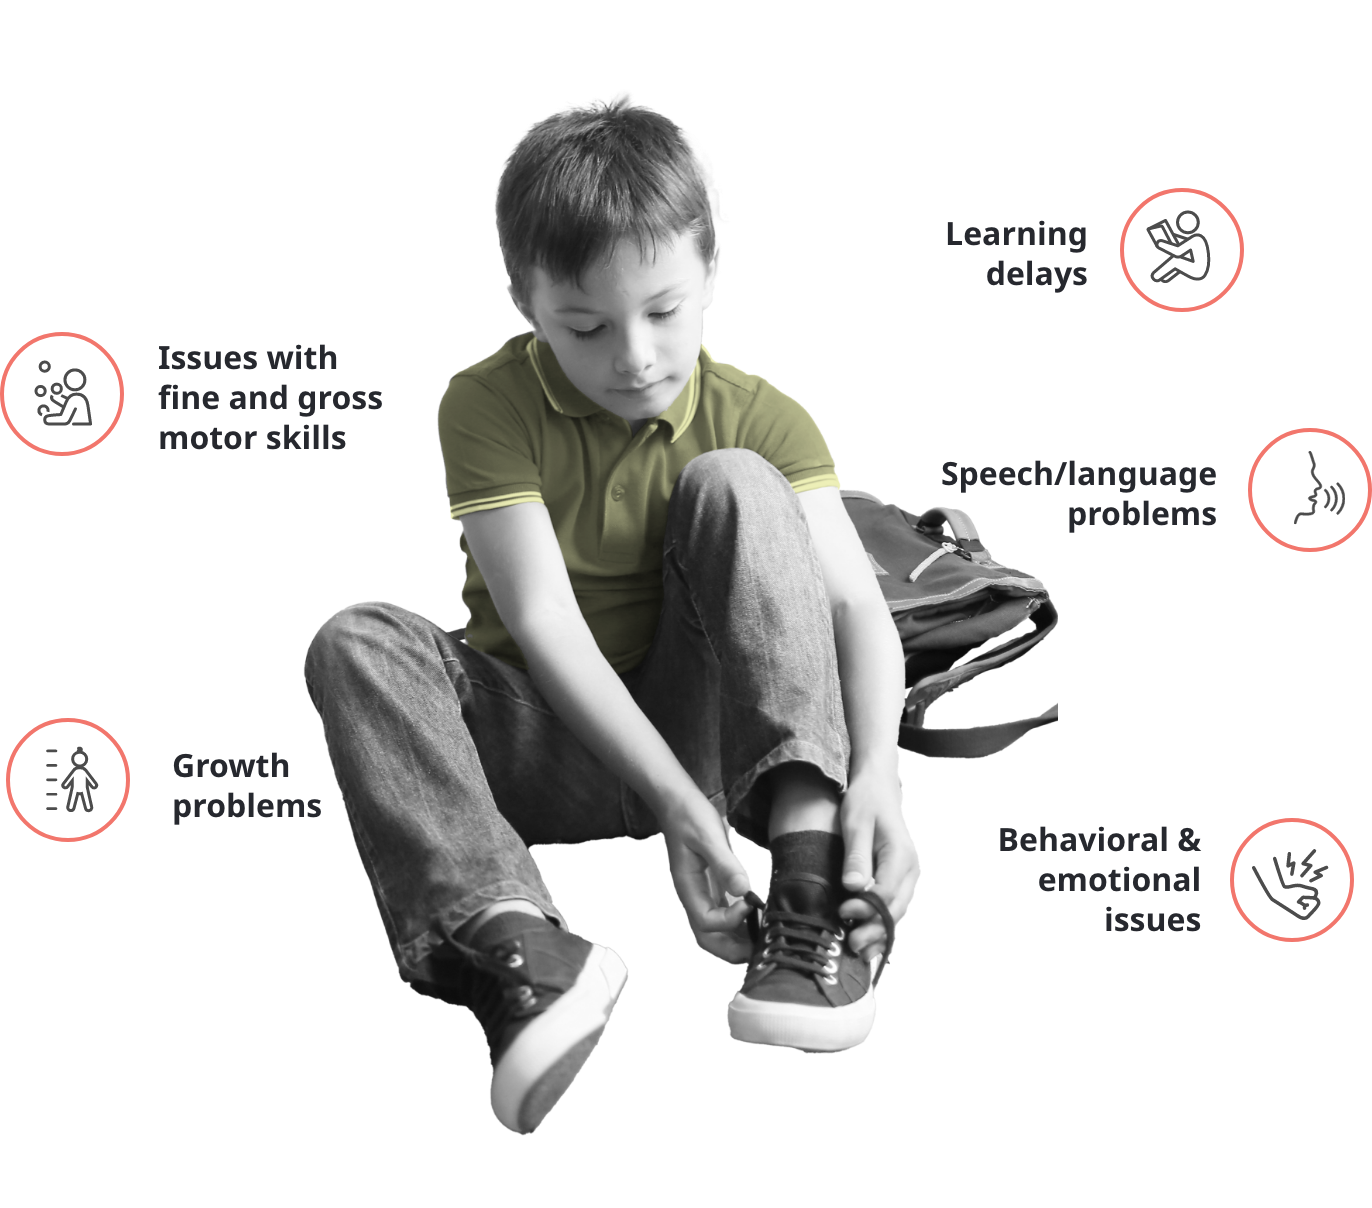 Learning
delays
Issues with
fine and gross
motor skills
Speech/language
problems
Growth
problems
Behavioral &
emotional
issues